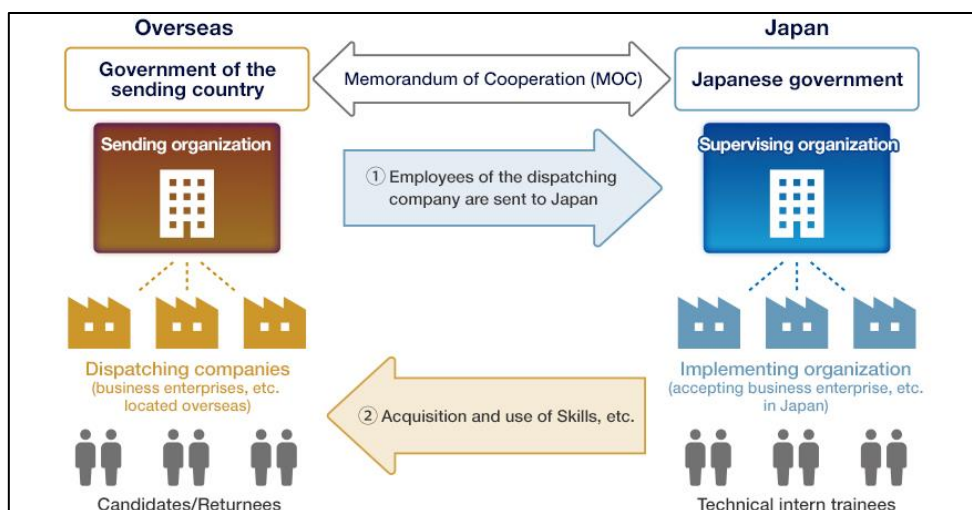 Overseas
Japan
Government of the
sending country
Memorandum of Cooperation (MOC)
Japanese government
Sending organization
Supervising organization
① Employees of the dispatching
company are sent to Japan
Dispatching companies
(business enterprises, etc.
located overseas)
Implementing organization
(accepting business enterprise, etc.
in Japan)
② Acquisition and use of Skills, etc.
Candidates/Returnees
Technical intern trainees